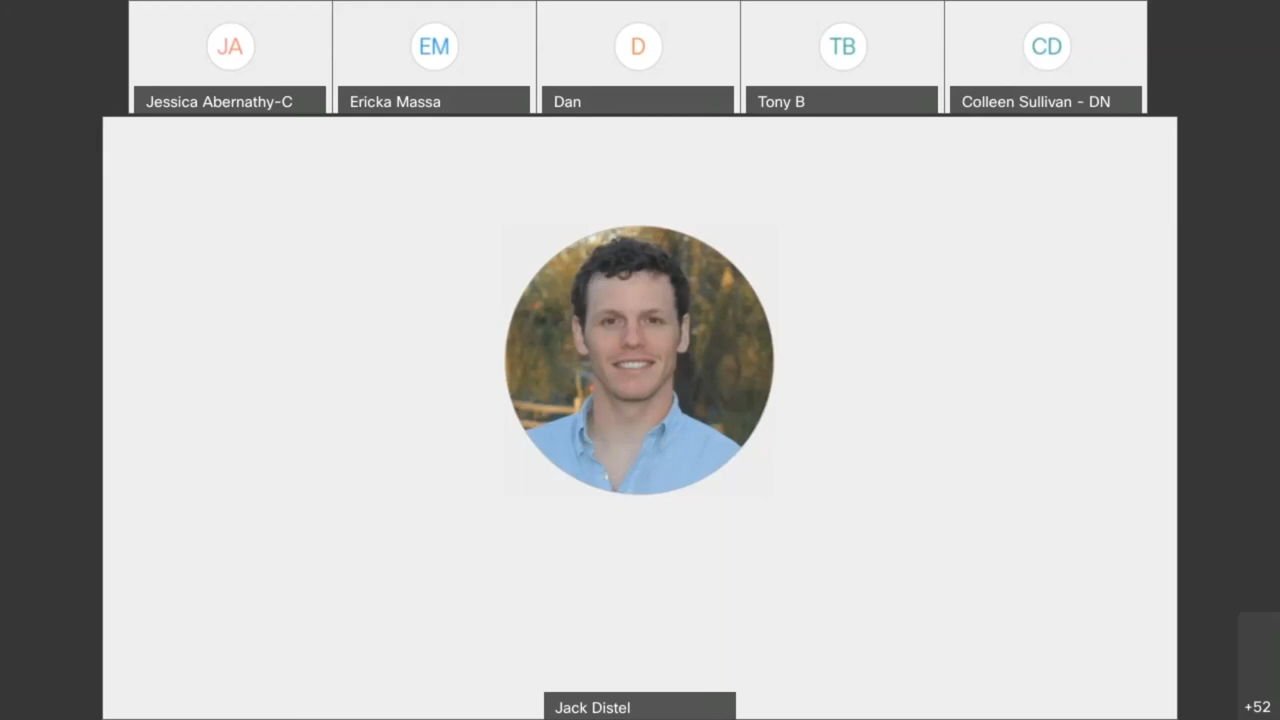 JA
EM
D
TB
CD
Jessica Abernathy-C
Ericka Massa
Dan
Tony B
Colleen Sullivan - DN
Jack Distel
+52